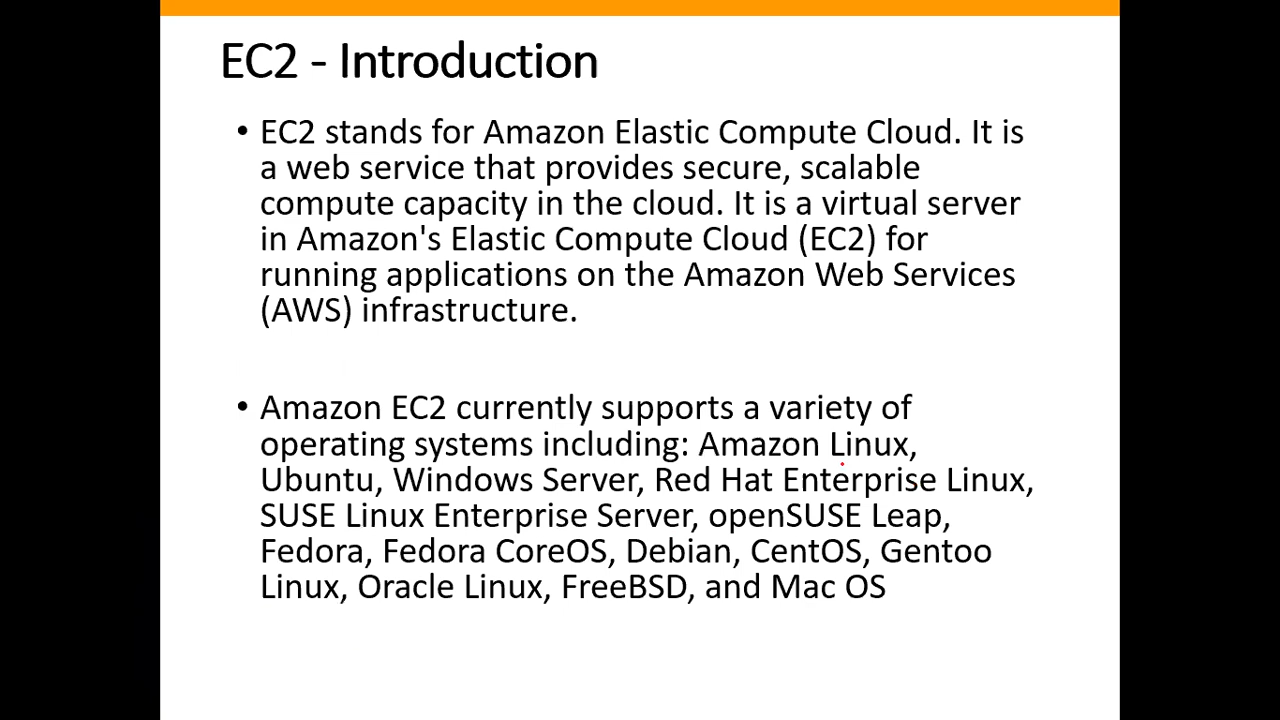 EC2 - Introduction
• EC2 stands for Amazon Elastic Compute Cloud. It is
a web service that provides secure, scalable
compute capacity in the cloud. It is a virtual server
in Amazon's Elastic Compute Cloud (EC2) for
running applications on the Amazon Web Services
(AWS) infrastructure.
• Amazon EC2 currently supports a variety of
operating systems including: Amazon Linux,
Ubuntu, Windows Server, Red Hat Enterprise Linux,
SUSE Linux Enterprise Server, openSUSE Leap,
Fedora, Fedora CoreOS, Debian, CentOS, Gentoo
Linux, Oracle Linux, FreeBSD, and Mac OS